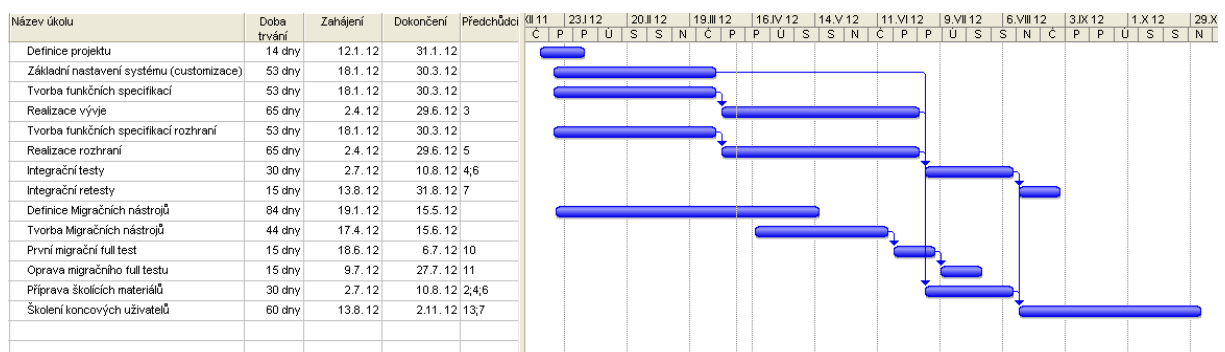 Název úkolu Doba trvání Zahájení Dokončení Předchůdci XII 11 23.I 12 20.II 12 19.III 12 16.IV 12 14.V 12 11.VI 12 9.VII 12 6.VIII 12 3.IX 12 1.X 12 29.X
Č P P Ú S S N Č P P Ú S S N Č P P Ú S S N Č P P Ú S S N
Definice projektu 14 dny 12.1. 12 31.1. 12
Základní nastavení systému (customizace) 53 dny 18.1. 12 30.3. 12
Tvorba funkčních specifikací 53 dny 18.1. 12 30.3. 12
Realizace vývje 65 dny 2.4. 12 29.6. 12 3
Tvorba funkčních specifikací rozhraní 53 dny 18.1. 12 30.3. 12
Realizace rozhraní 65 dny 2.4. 12 29.6. 12 5
Integrační testy 30 dny 2.7. 12 10.8. 12 4;6
Integrační retesty 15 dny 13.8. 12 31.8. 12 7
Definice Migračních nástrojů 84 dny 19.1. 12 15.5. 12
Tvorba Migračních nástrojů 44 dny 17.4. 12 15.6. 12
První migrační full test 15 dny 18.6. 12 6.7. 12 10
Oprava migračního full testu 15 dny 9.7. 12 27.7. 12 11
Příprava školících materiálů 30 dny 2.7. 12 10.8. 12 2;4;6
Školení koncových uživatelů 60 dny 13.8. 12 2.11. 12 13;7